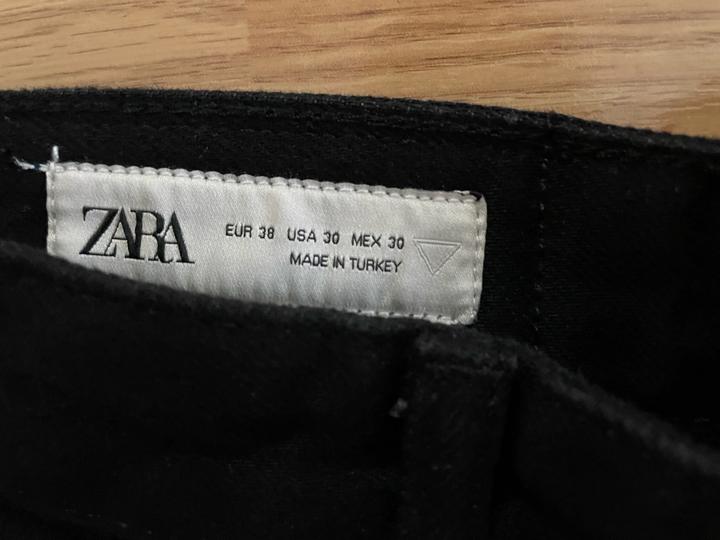 ZARA
EUR 38 USA 30 MEX 30
MADE IN TURKEY